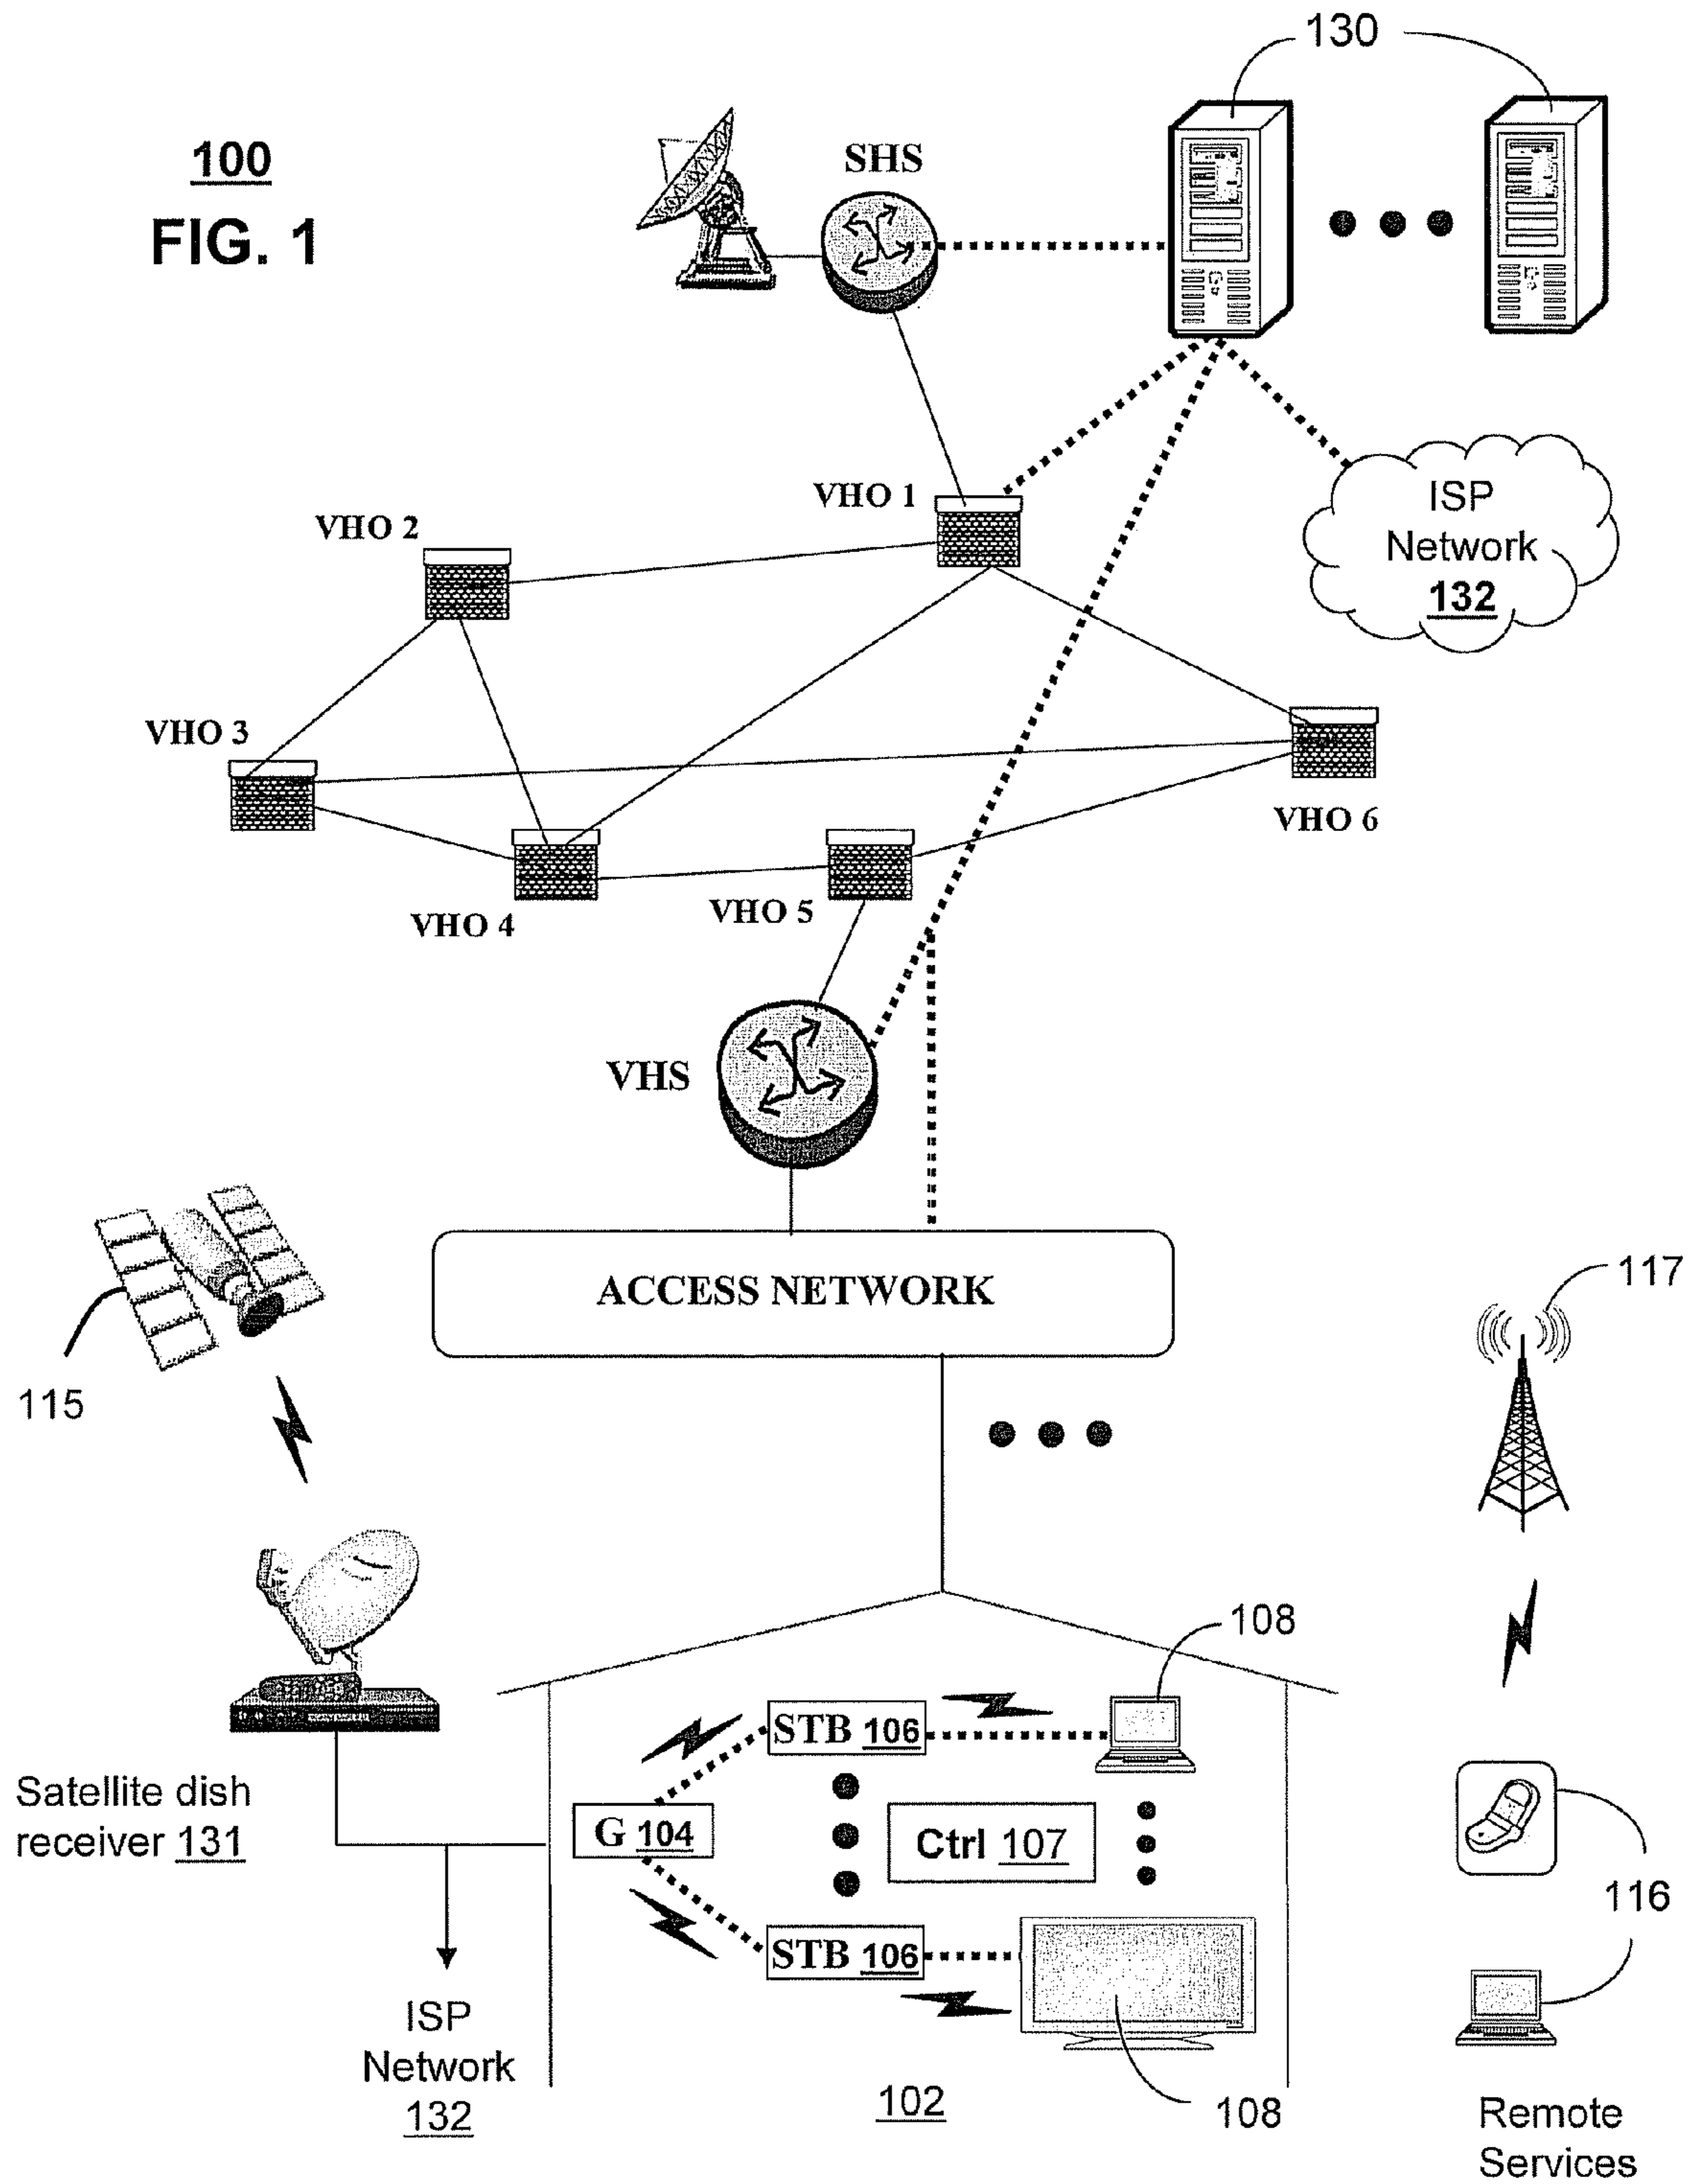 130
100
FIG. 1
SHS
ISP
Network
132
VHO 1
VHO 2
VHO 3
VHO 6
VHO 4
VHO 5
VHS
ACCESS NETWORK
117
115
108
STB 106
Satellite dish
receiver 131
G 104
Ctrl 107
116
STB 106
ISP
Network
132
102
108
Remote
Services